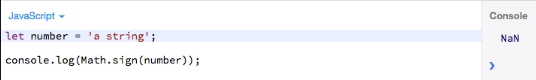 JavaScript
let number = 'a string';
console.log(Math.sign(number));
Console
NaN